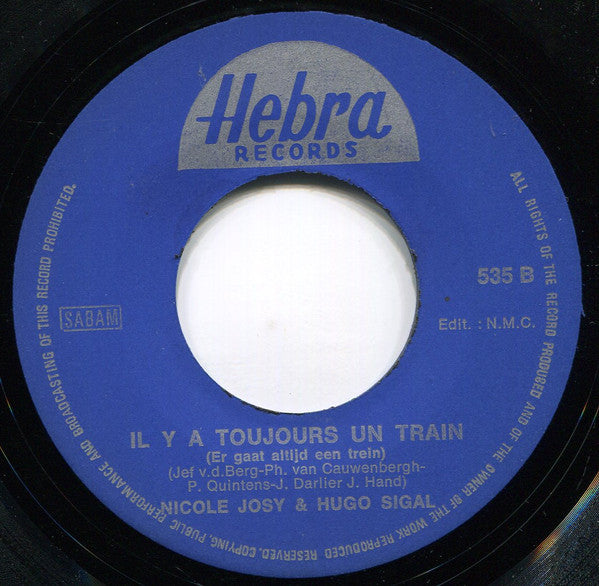 Hebra
RECORDS
535 B
SABAM
Edit. : N.M.C.
IL Y A TOUJOURS UN TRAIN
(Er gaat altijd een trein)
(Jef v.d.Berg-Ph. van Cauwenbergh-
P. Quintens-J. Darlier J. Hand)
NICOLE JOSY & HUGO SIGAL
ALL RIGHTS OF THE RECORD PRODUCED AND OF THE OWNER OF THE WORK REPRODUCED RESERVED. COPYING, PUBLIC PERFORMANCE AND BROADCASTING OF THIS RECORD PROHIBITED.